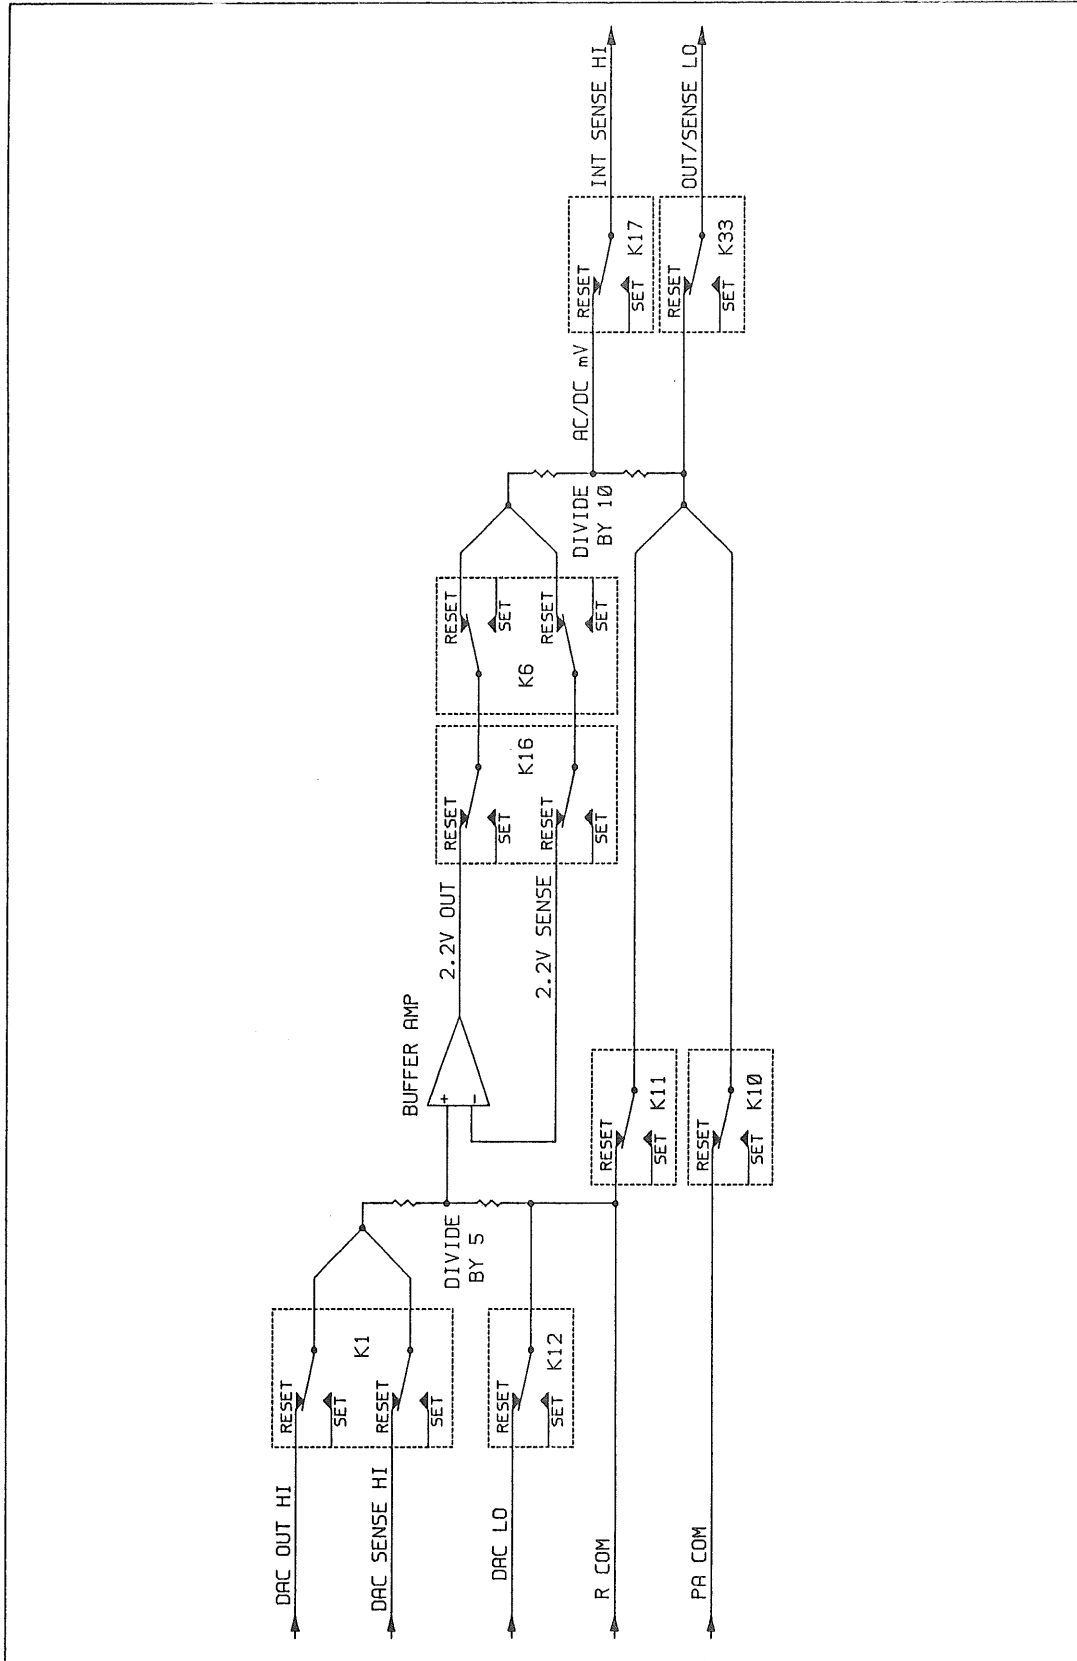 DAC OUT HI
DAC SENSE HI
DAC LO
R COM
PA COM
RESET
SET
K1
RESET
SET
RESET
SET
K12
DIVIDE
BY 5
BUFFER AMP
+
-
RESET
SET
K11
RESET
SET
K10
2.2V OUT
2.2V SENSE
RESET
SET
K16
RESET
SET
RESET
SET
K6
RESET
SET
DIVIDE
BY 10
AC/DC mV
RESET
SET
K17
RESET
SET
K33
INT SENSE HI
OUT/SENSE LO